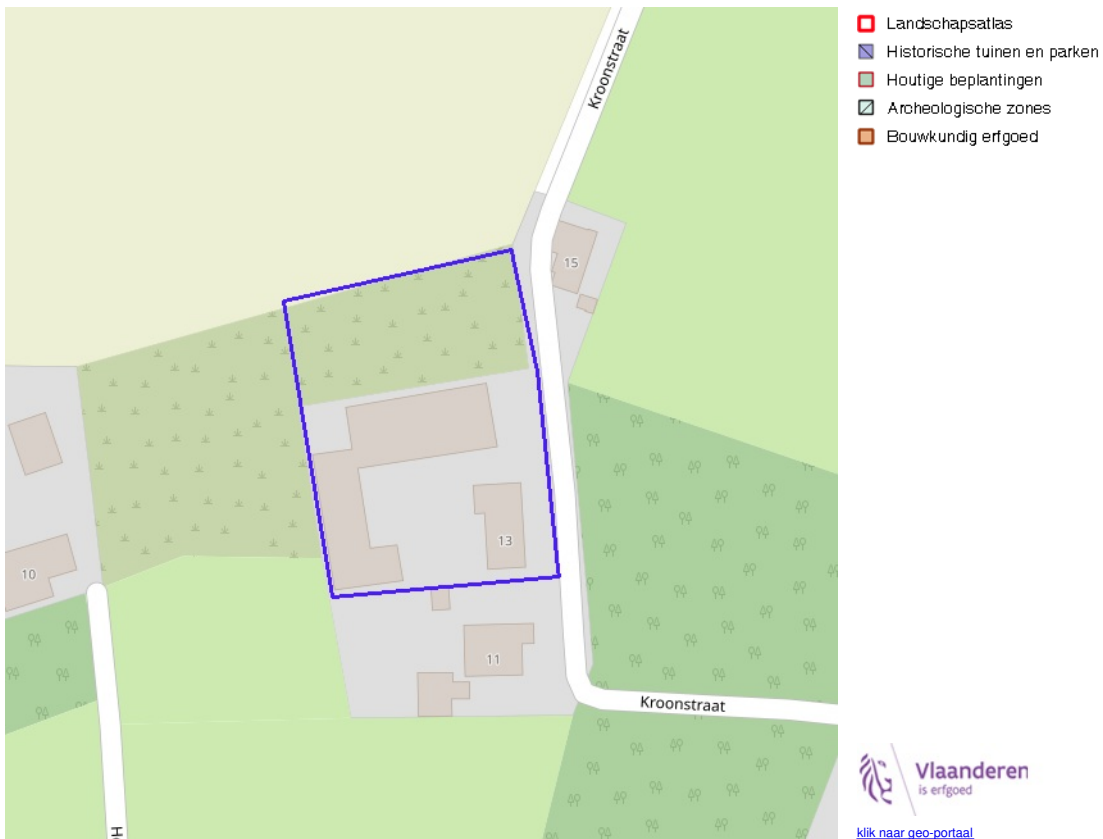 Landschapsatlas
Historische tuinen en parken
Houtige beplantingen
Archeologische zones
Bouwkundig erfgoed
Kroonstraat
15
13
10
11
Kroonstraat
Vlaanderen
is erfgoed
klik naar geo-portaal